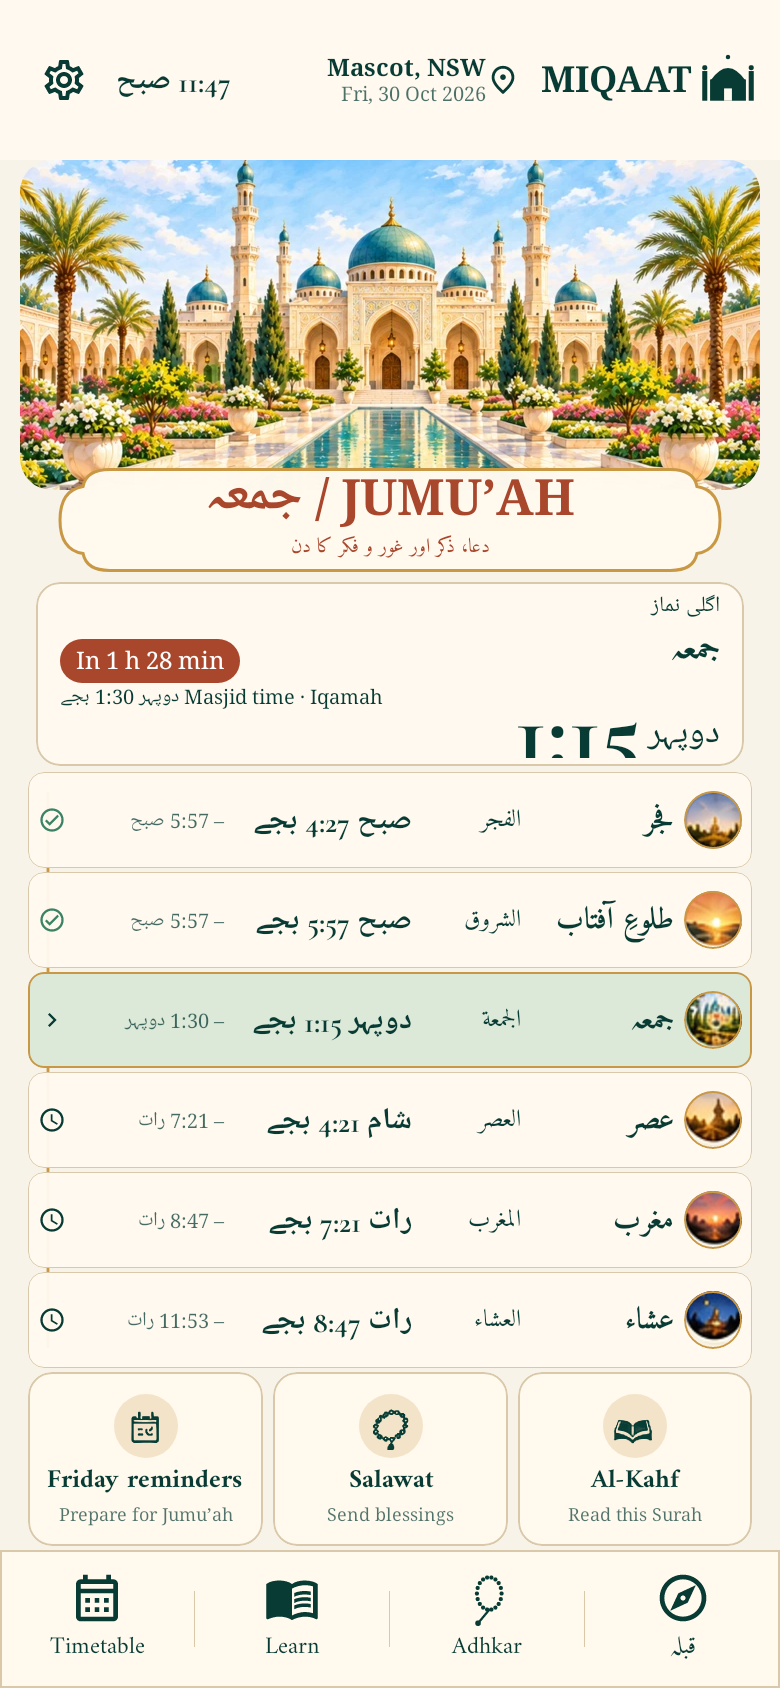 MIQAAT
Mascot, NSW
Fri, 30 Oct 2026
11:47 صبح
جمعہ / JUMU’AH
دعا، ذکر اور غور و فکر کا دن
اگلی نماز
جمعہ
In 1 h 28 min
Masjid time · Iqamah دوپہر 1:30 بجے
دوپہر 1:15
فجر الفجر صبح 4:27 بجے – 5:57 صبح
طلوعِ آفتاب الشروق صبح 5:57 بجے – 5:57 صبح
جمعہ الجمعة دوپہر 1:15 بجے – 1:30 دوپہر
عصر العصر شام 4:21 بجے – 7:21 رات
مغرب المغرب رات 7:21 بجے – 8:47 رات
عشاء العشاء رات 8:47 بجے – 11:53 رات
Friday reminders
Prepare for Jumu’ah
Salawat
Send blessings
Al-Kahf
Read this Surah
Timetable
Learn
Adhkar
قبلہ